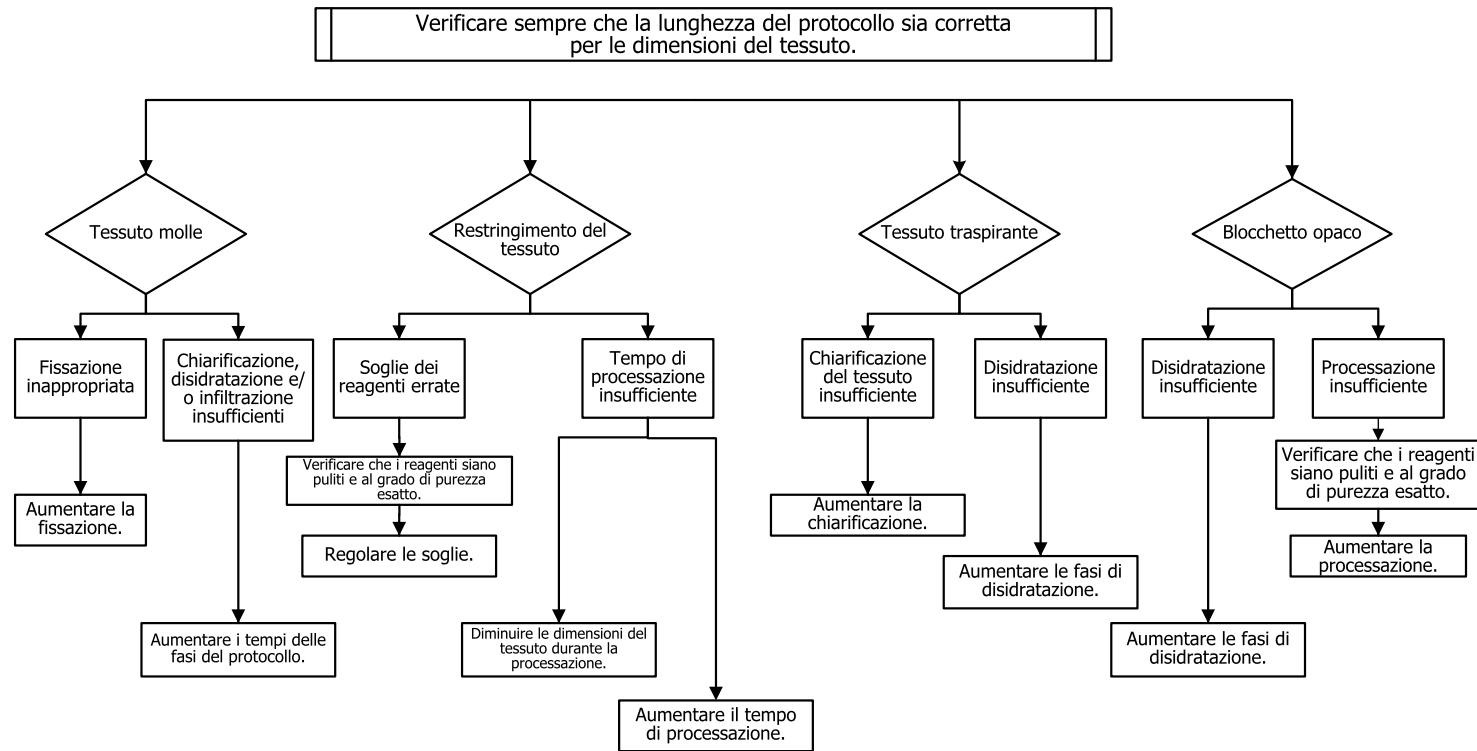 Verificare sempre che la lunghezza del protocollo sia corretta
per le dimensioni del tessuto.
Tessuto molle
Restringimento del
tessuto
Tessuto traspirante
Blocchetto opaco
Fissazione
inappropriata
Chiarificazione,
disidratazione e/
o infiltrazione
insufficienti
Soglie dei
reagenti errate
Tempo di
processazione
insufficiente
Chiarificazione
del tessuto
insufficiente
Disidratazione
insufficiente
Disidratazione
insufficiente
Processazione
insufficiente
Verificare che i reagenti siano
puliti e al grado di purezza
esatto.
Verificare che i reagenti
siano puliti e al grado
di purezza esatto.
Aumentare la
fissazione.
Regolare le soglie.
Aumentare la
chiarificazione.
Aumentare le fasi di
disidratazione.
Aumentare la
processazione.
Aumentare i tempi delle
fasi del protocollo.
Diminuire le dimensioni del
tessuto durante la
processazione.
Aumentare le fasi di
disidratazione.
Aumentare il tempo
di processazione.